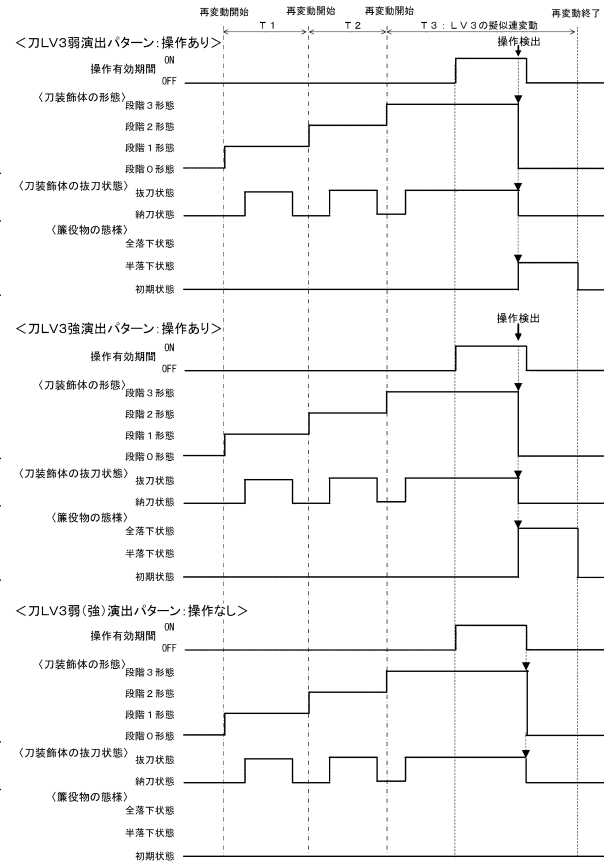 再変動開始 再変動開始 再変動開始 再変動終了
T1 T2 T3:LV3の擬似連変動
＜刀LV3弱演出パターン:操作あり＞
操作検出
操作有効期間 ON
OFF
〈刀装飾体の形態〉
段階3形態
段階2形態
段階1形態
段階0形態
〈刀装飾体の抜刀状態〉
抜刀状態
納刀状態
〈簾役物の態様〉
全落下状態
半落下状態
初期状態
＜刀LV3強演出パターン:操作あり＞
操作検出
操作有効期間 ON
OFF
〈刀装飾体の形態〉
段階3形態
段階2形態
段階1形態
段階0形態
〈刀装飾体の抜刀状態〉
抜刀状態
納刀状態
〈簾役物の態様〉
全落下状態
半落下状態
初期状態
＜刀LV3弱(強)演出パターン:操作なし＞
操作有効期間 ON
OFF
〈刀装飾体の形態〉
段階3形態
段階2形態
段階1形態
段階0形態
〈刀装飾体の抜刀状態〉
抜刀状態
納刀状態
〈簾役物の態様〉
全落下状態
半落下状態
初期状態